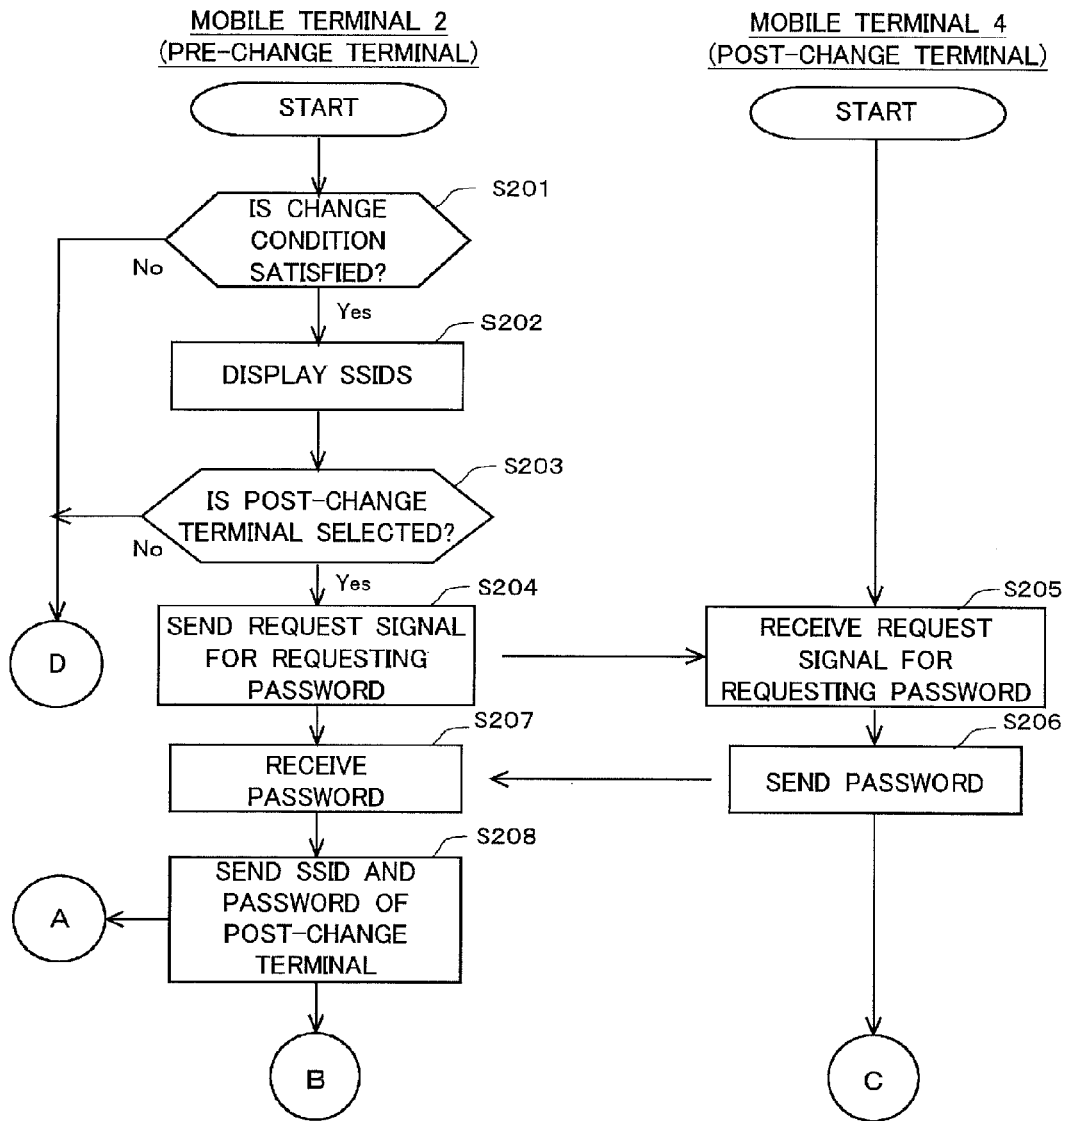 MOBILE TERMINAL 2
(PRE-CHANGE TERMINAL)
MOBILE TERMINAL 4
(POST-CHANGE TERMINAL)
START
START
S201
IS CHANGE
CONDITION
SATISFIED?
No
Yes
S202
DISPLAY SSIDS
S203
IS POST-CHANGE
TERMINAL SELECTED?
No
Yes
S204
SEND REQUEST SIGNAL
FOR REQUESTING
PASSWORD
S205
RECEIVE REQUEST
SIGNAL FOR
REQUESTING PASSWORD
D
S207
RECEIVE
PASSWORD
S206
SEND PASSWORD
S208
SEND SSID AND
PASSWORD OF
POST-CHANGE
TERMINAL
A
B
C